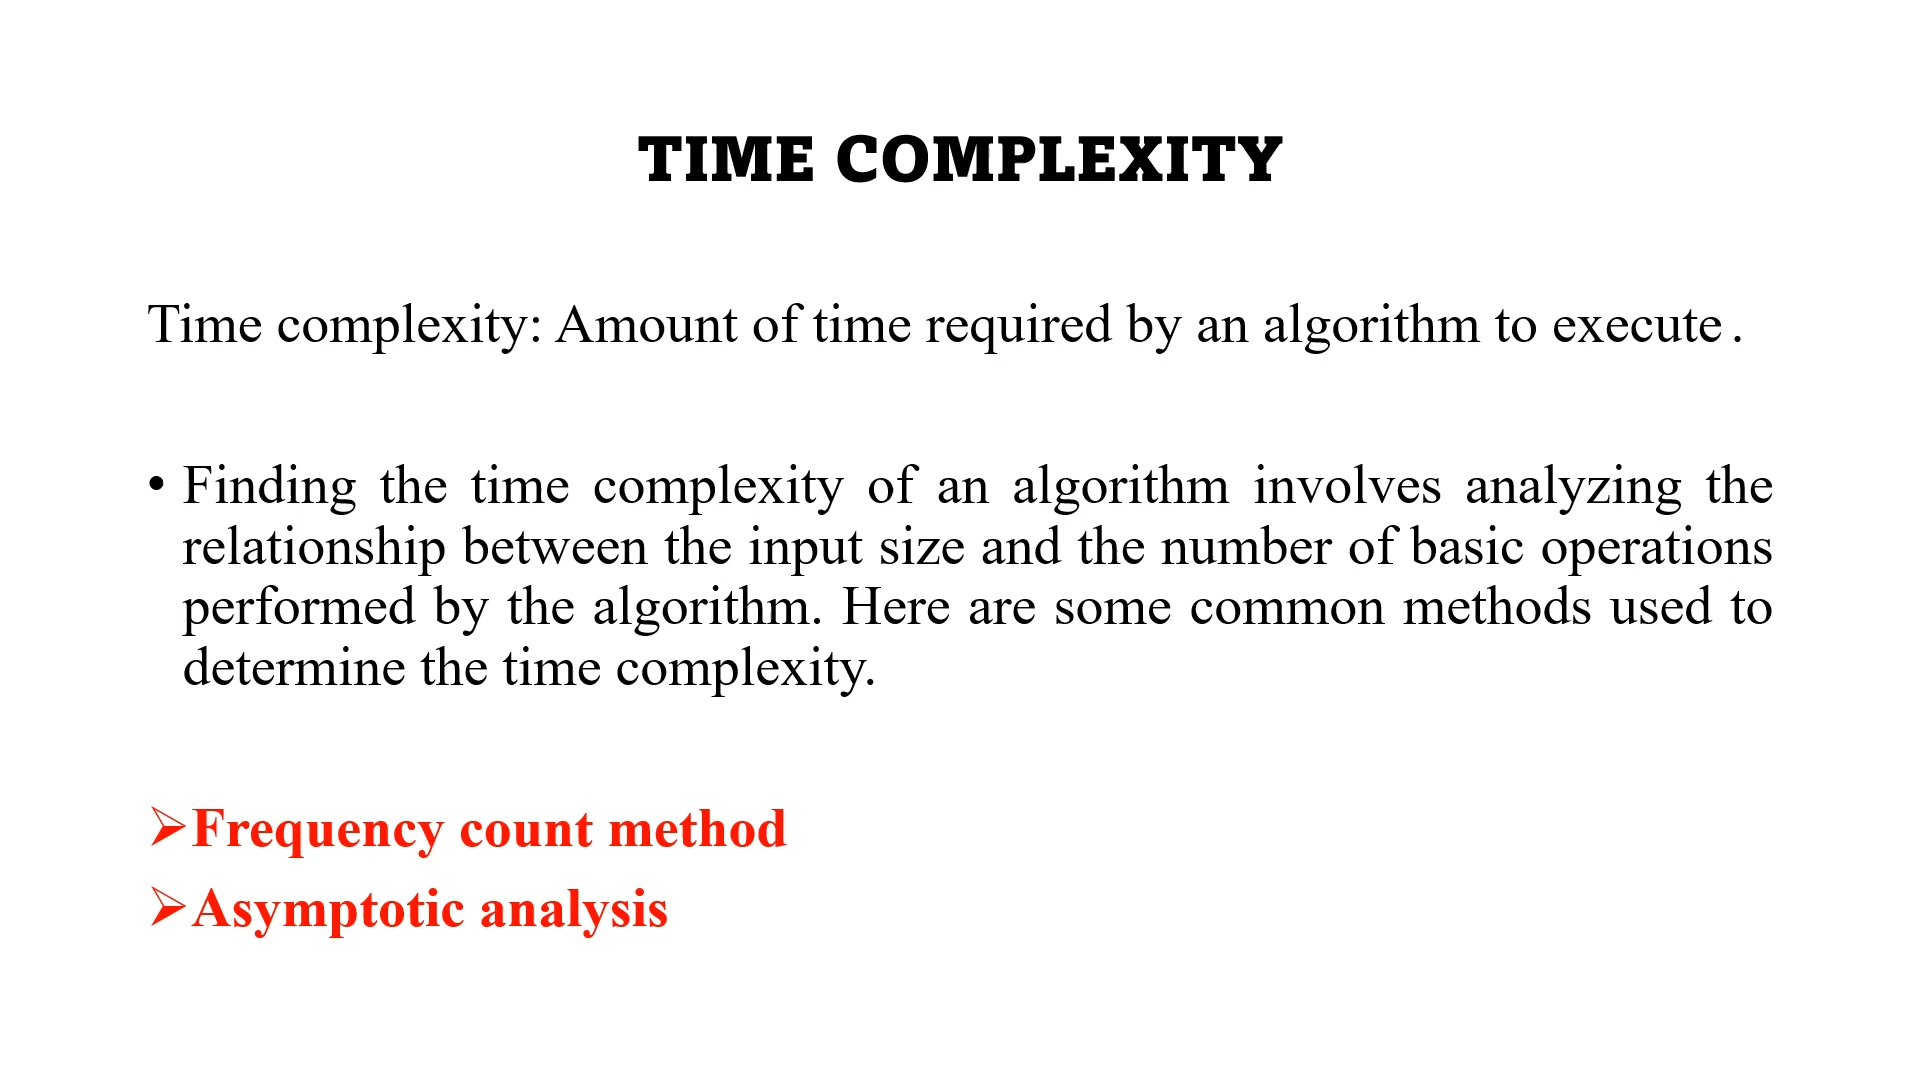 TIME COMPLEXITY
Time complexity: Amount of time required by an algorithm to execute .
• Finding the time complexity of an algorithm involves analyzing the
relationship between the input size and the number of basic operations
performed by the algorithm. Here are some common methods used to
determine the time complexity.
➢Frequency count method
➢Asymptotic analysis